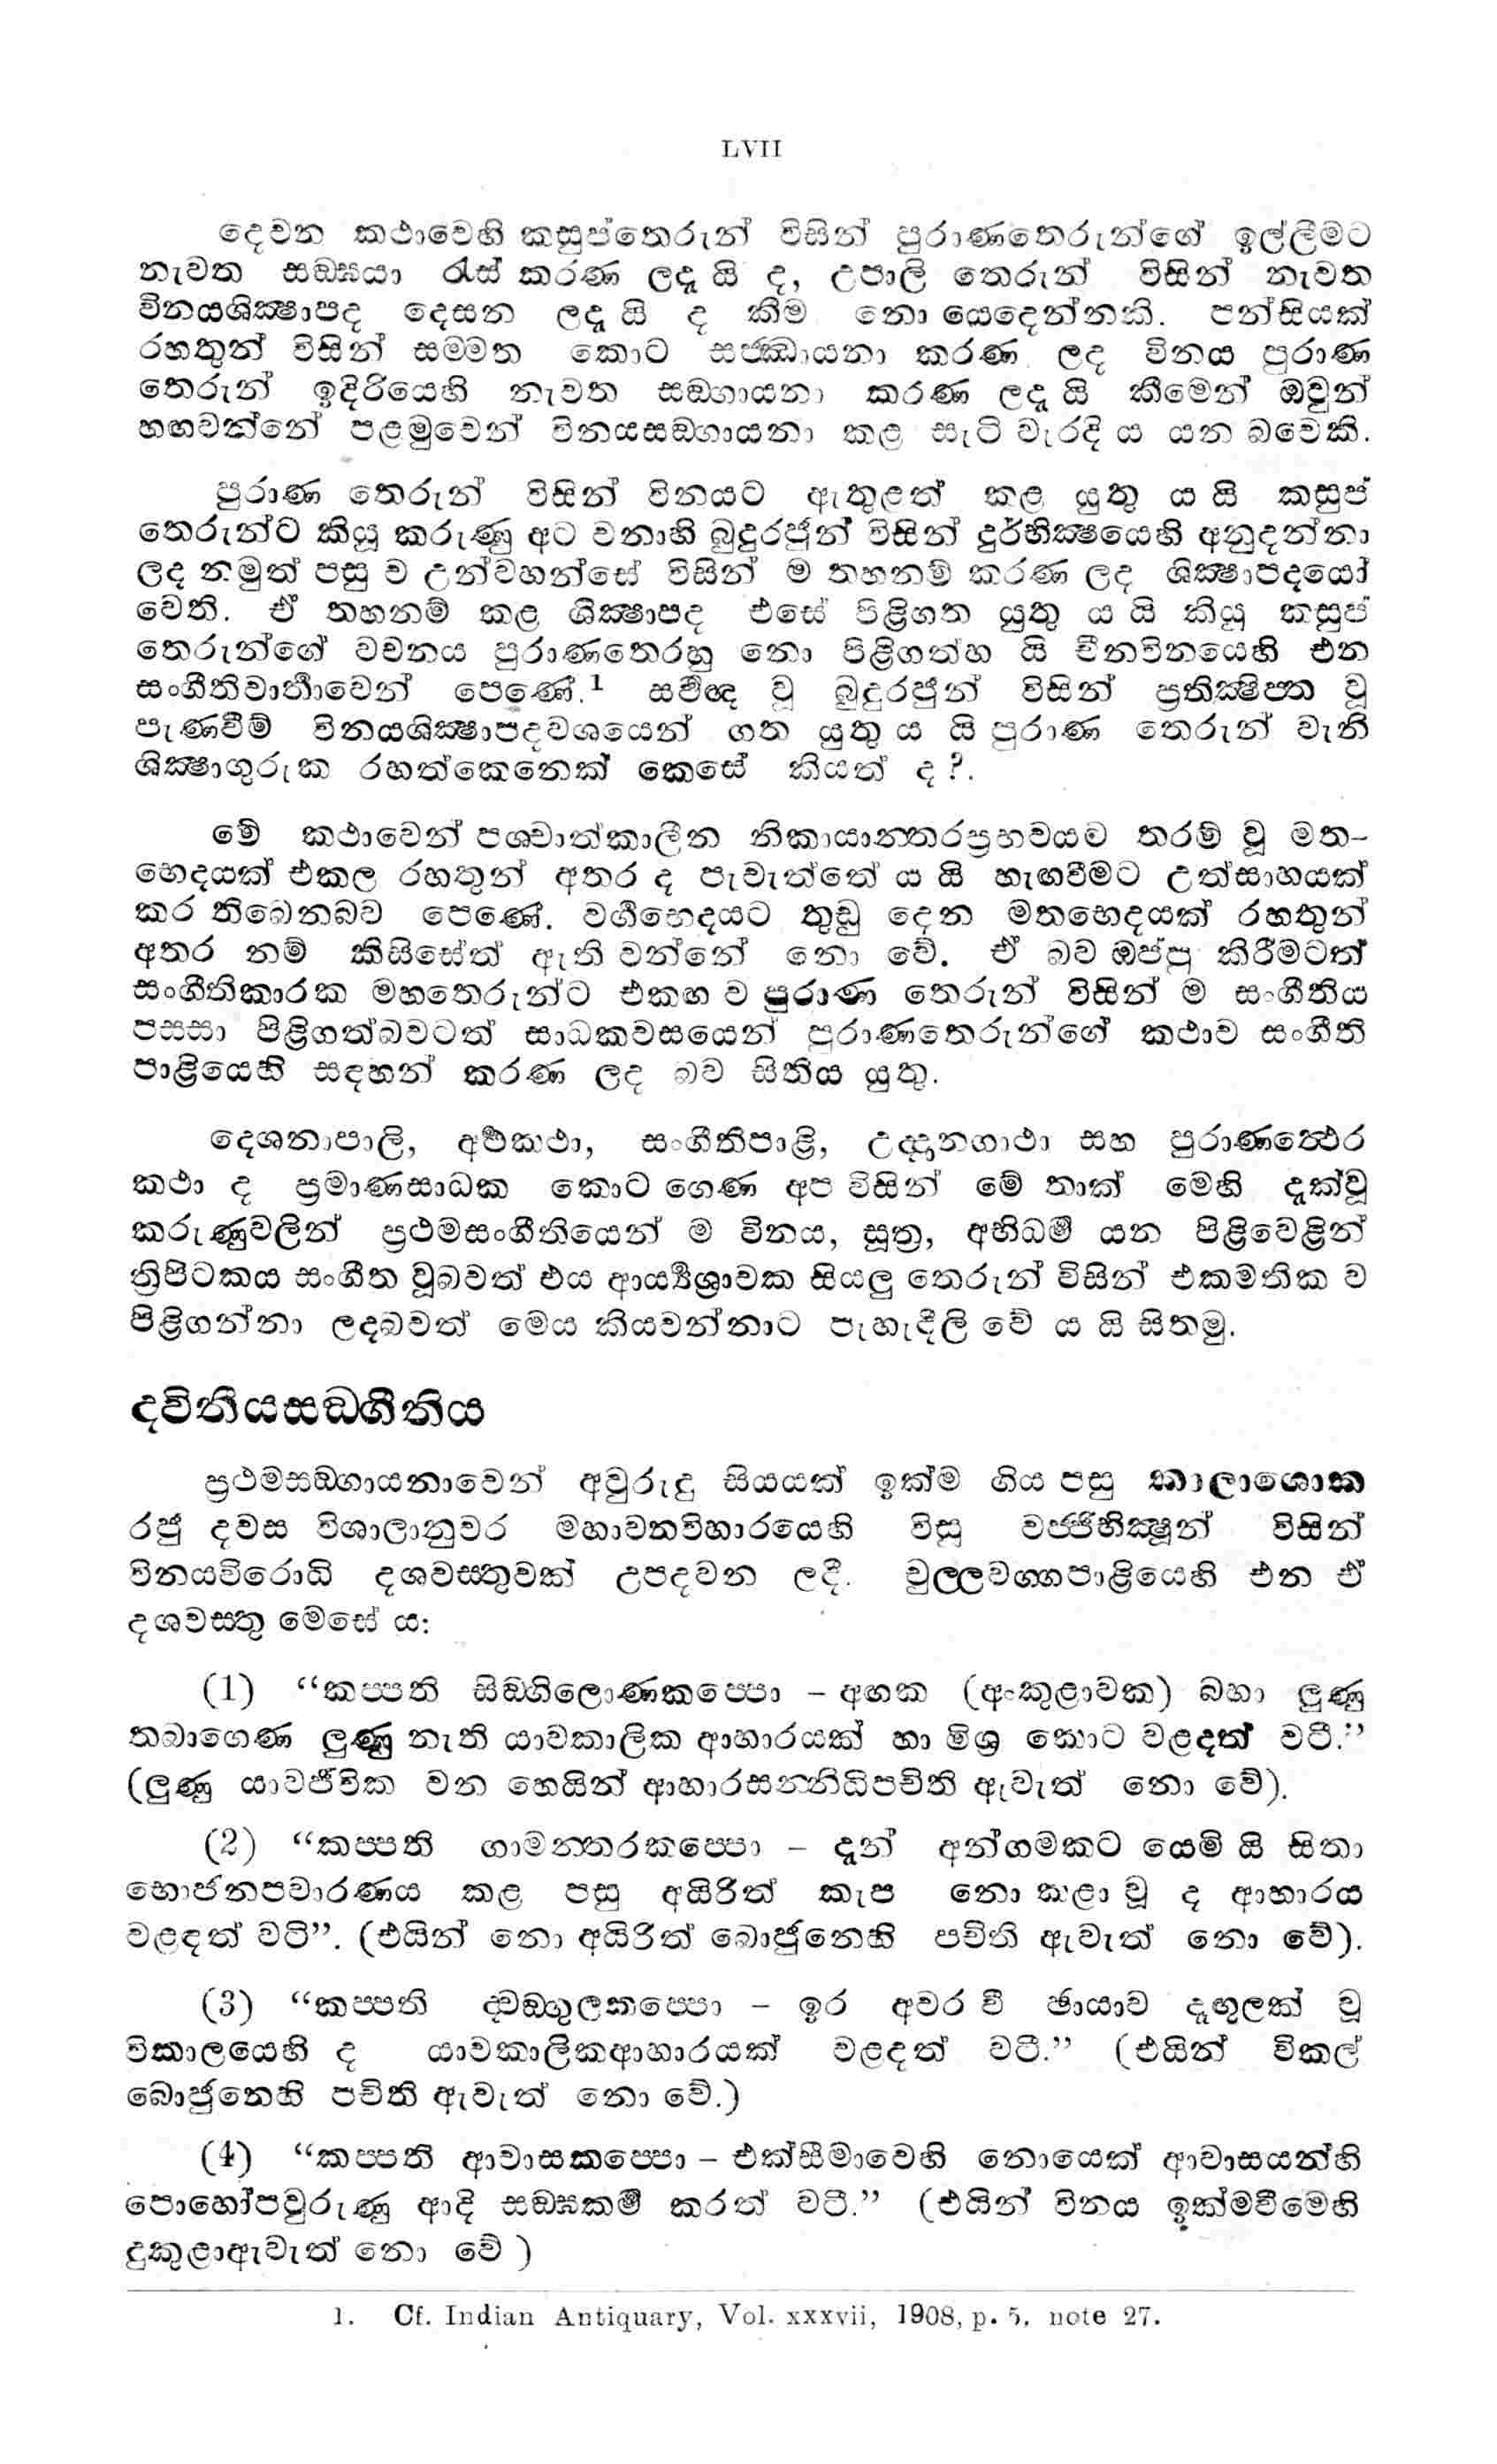 LVII
දෙවන කථාවෙහි කසුප්තෙරුන් විසින් පුරාණතෙරුන්ගේ ඉල්ලීමට
නැවත සඞ්ඝයා රැස් කරණ ලදැ යි ද, උපාලි තෙරුන් විසින් නැවත
විනයශික්‍ෂාපද දෙසන ලදැ යි ද කීම නො යෙදෙන්නකි. පන්සියක්
රහතුන් විසින් සම්මත කොට සජ්ඣායනා කරණ ලද විනය පුරාණ
තෙරුන් ඉදිරියෙහි නැවත සඞ්ගායනා කරණ ලදැ යි කීමෙන් ඔවුන්
හඟවක්නේ පළමුවෙන් විනයසඞ්ගායනා කළ සැටි වැරදි ය යන බවෙකි.
පුරාණ තෙරුන් විසින් විනයට ඇතුළත් කළ යුතු ය යි කසුප්
තෙරුන්ට කියූ කරුණු අට වනාහි බුදුරජුන් විසින් දුර්භික්‍ෂයෙහි අනුදන්නා
ලද නමුත් පසු ව උන්වහන්සේ විසින් ම තහනම් කරණ ලද ශික්‍ෂාපදයෝ
වෙති. ඒ තහනම් කළ ශික්‍ෂාපද එසේ පිළිගත යුතු ය යි කියූ කසුප්
තෙරුන්ගේ වචනය පුරාණතෙරහු නො පිළිගත්හ යි චීනවිනයෙහි එන
සංගීතිවාර්‍තාවෙන් පෙණේ.¹ සර්‍වඥ වූ බුදුරජුන් විසින් ප්‍රතික්‍ෂිප්ත වූ
පැණවීම් විනයශික්‍ෂාපදවශයෙන් ගත යුතු ය යි පුරාණ තෙරුන් වැනි
ශික්‍ෂාගුරුක රහත්කෙනෙක් කෙසේ කියත් ද ?.
මේ කථාවෙන් පශ්චාත්කාලීන නිකායාන්තරප්‍රභවයට තරම් වූ මත-
භෙදයක් එකල රහතුන් අතර ද පැවැත්තේ ය යි හැඟවීමට උත්සාහයක්
කර තිබෙනබව පෙණේ. වර්‍ගභෙදයට තුඩු දෙන මතභෙදයක් රහතුන්
අතර නම් කිසිසේත් ඇති වන්නේ නො වේ. ඒ බව ඔප්පු කිරීමටත්
සංගීතිකාරක මහතෙරුන්ට එකඟ ව පුරාණ තෙරුන් විසින් ම සංගීතිය
පසසා පිළිගත්බවටත් සාධකවසයෙන් පුරාණතෙරුන්ගේ කථාව සංගීති
පාළියෙහි සඳහන් කරණ ලද බව සිතිය යුතු.
දෙශනාපාලි, අර්‍ථකථා, සංගීතිපාළි, උද්දානගාථා සහ පුරාණත්‍ථෙර
කථා ද ප්‍රමාණසාධක කොට ගෙණ අප විසින් මේ තාක් මෙහි දැක්වූ
කරුණුවලින් ප්‍රථමසංගීතියෙන් ම විනය, සූත්‍ර, අභිධර්‍ම යන පිළිවෙළින්
ත්‍රිපිටකය සංගීත වූබවත් එය ආර්‍ය්‍යශ්‍රාවක සියලු තෙරුන් විසින් එකමතික ව
පිළිගන්නා ලදබවත් මෙය කියවන්නාට පැහැදිලි වේ ය යි සිතමු.
ද්විතීයසඞ්ගීතිය
ප්‍රථමසඞ්ගායනාවෙන් අවුරුදු සියයක් ඉක්ම ගිය පසු කාලාශොක
රජු දවස විශාලානුවර මහාවනවිහාරයෙහි විසූ වජ්ජිභික්‍ෂූන් විසින්
විනයවිරොධි දශවස්තුවක් උපදවන ලදී. චුල්ලවග්ගපාළියෙහි එන ඒ
දශවස්තු මෙසේ ය:
(1) “කප්පති සිඞ්ගිලොණකප්පො – අඟක (අංකුළාවක) බහා ලුණු
තබාගෙණ ලුණු නැති යාවකාලික ආහාරයක් හා මිශ්‍ර කොට වළඳත් වටී.”
(ලුණු යාවජීවික වන හෙයින් ආහාරසන්නිධිපචිති ඇවැත් නො වේ).
(2) “කප්පති ගාමන්තරකප්පො – දැන් අන්ගමකට යෙමි යි සිතා
භොජනපවාරණය කළ පසු අයිරිත් කැප නො කළා වූ ද ආහාරය
වළඳත් වටි”. (එයින් නො අයිරිත් බොජුනෙහි පචිති ඇවැත් නො වේ).
(3) “කප්පති ද්වඞ්ගුලකප්පො – ඉර අවර වී ඡායාව දෑඟුලක් වූ
විකාලයෙහි ද යාවකාලිකආහාරයක් වළඳත් වටී.” (එයින් විකල්
බොජුනෙහි පචිති ඇවැත් නො වේ.)
(4) “කප්පති ආවාසකප්පො – එක්සීමාවෙහි නොයෙක් ආවාසයන්හි
පොහෝපවුරුණු ආදි සඞ්ඝකර්‍ම කරත් වටී.” (එයින් විනය ඉක්මවීමෙහි
දුකුළාඇවැත් නො වේ )
1. Cf. Indian Antiquary, Vol. xxxvii, 1908, p. 5, note 27.